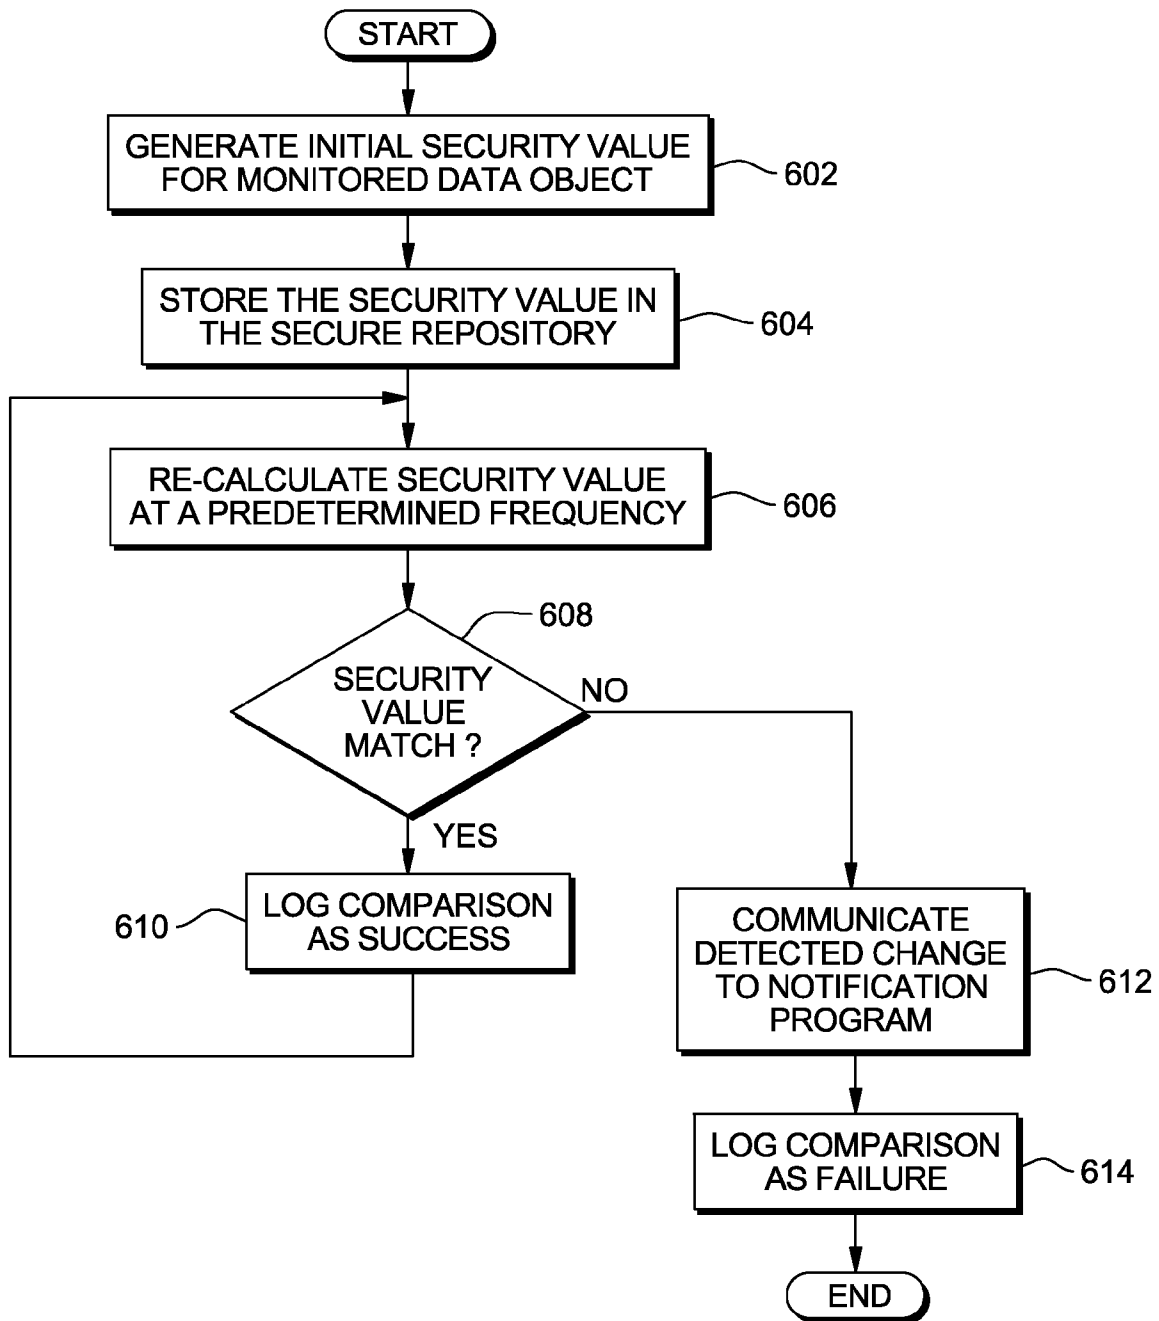 START
GENERATE INITIAL SECURITY VALUE
FOR MONITORED DATA OBJECT
602
STORE THE SECURITY VALUE IN
THE SECURE REPOSITORY
604
RE-CALCULATE SECURITY VALUE
AT A PREDETERMINED FREQUENCY
606
608
SECURITY
VALUE
MATCH ?
NO
YES
610
LOG COMPARISON
AS SUCCESS
COMMUNICATE
DETECTED CHANGE
TO NOTIFICATION
PROGRAM
612
LOG COMPARISON
AS FAILURE
614
END